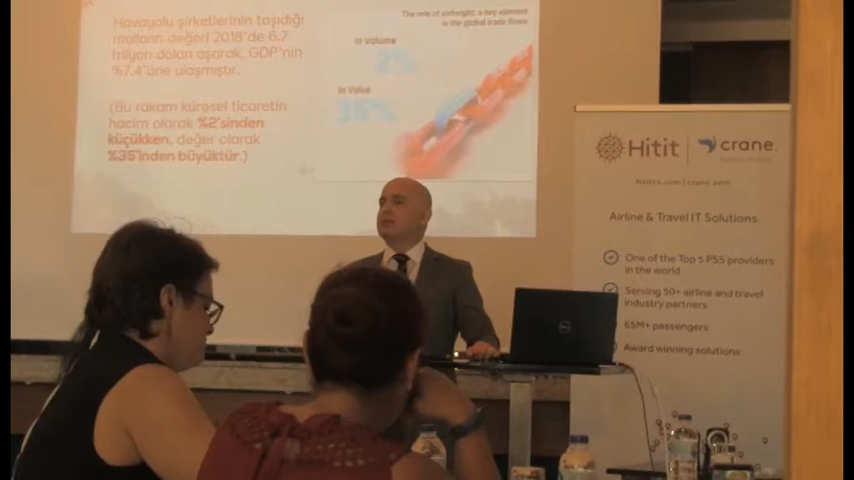 Havayolu şirketlerinin taşıdığı
malların değeri 2018'de 6.2
trilyon doları aşarak, GDP'nin
%7.4'üne ulaşmıştır.
(Bu rakam küresel ticaretin
hacim olarak %2'sinden
küçükken, değer olarak
%35'inden büyüktür.)
The role of airfreight: a key element
in the global trade flows
In Volume
2%
In Value
35%
Hitit
crane
One of the Top 5 PSS providers
in the world
Airline & Travel IT Solutions
Serving 50+ airline and travel
industry partners
65M+ passengers
Award winning solutions
DELL